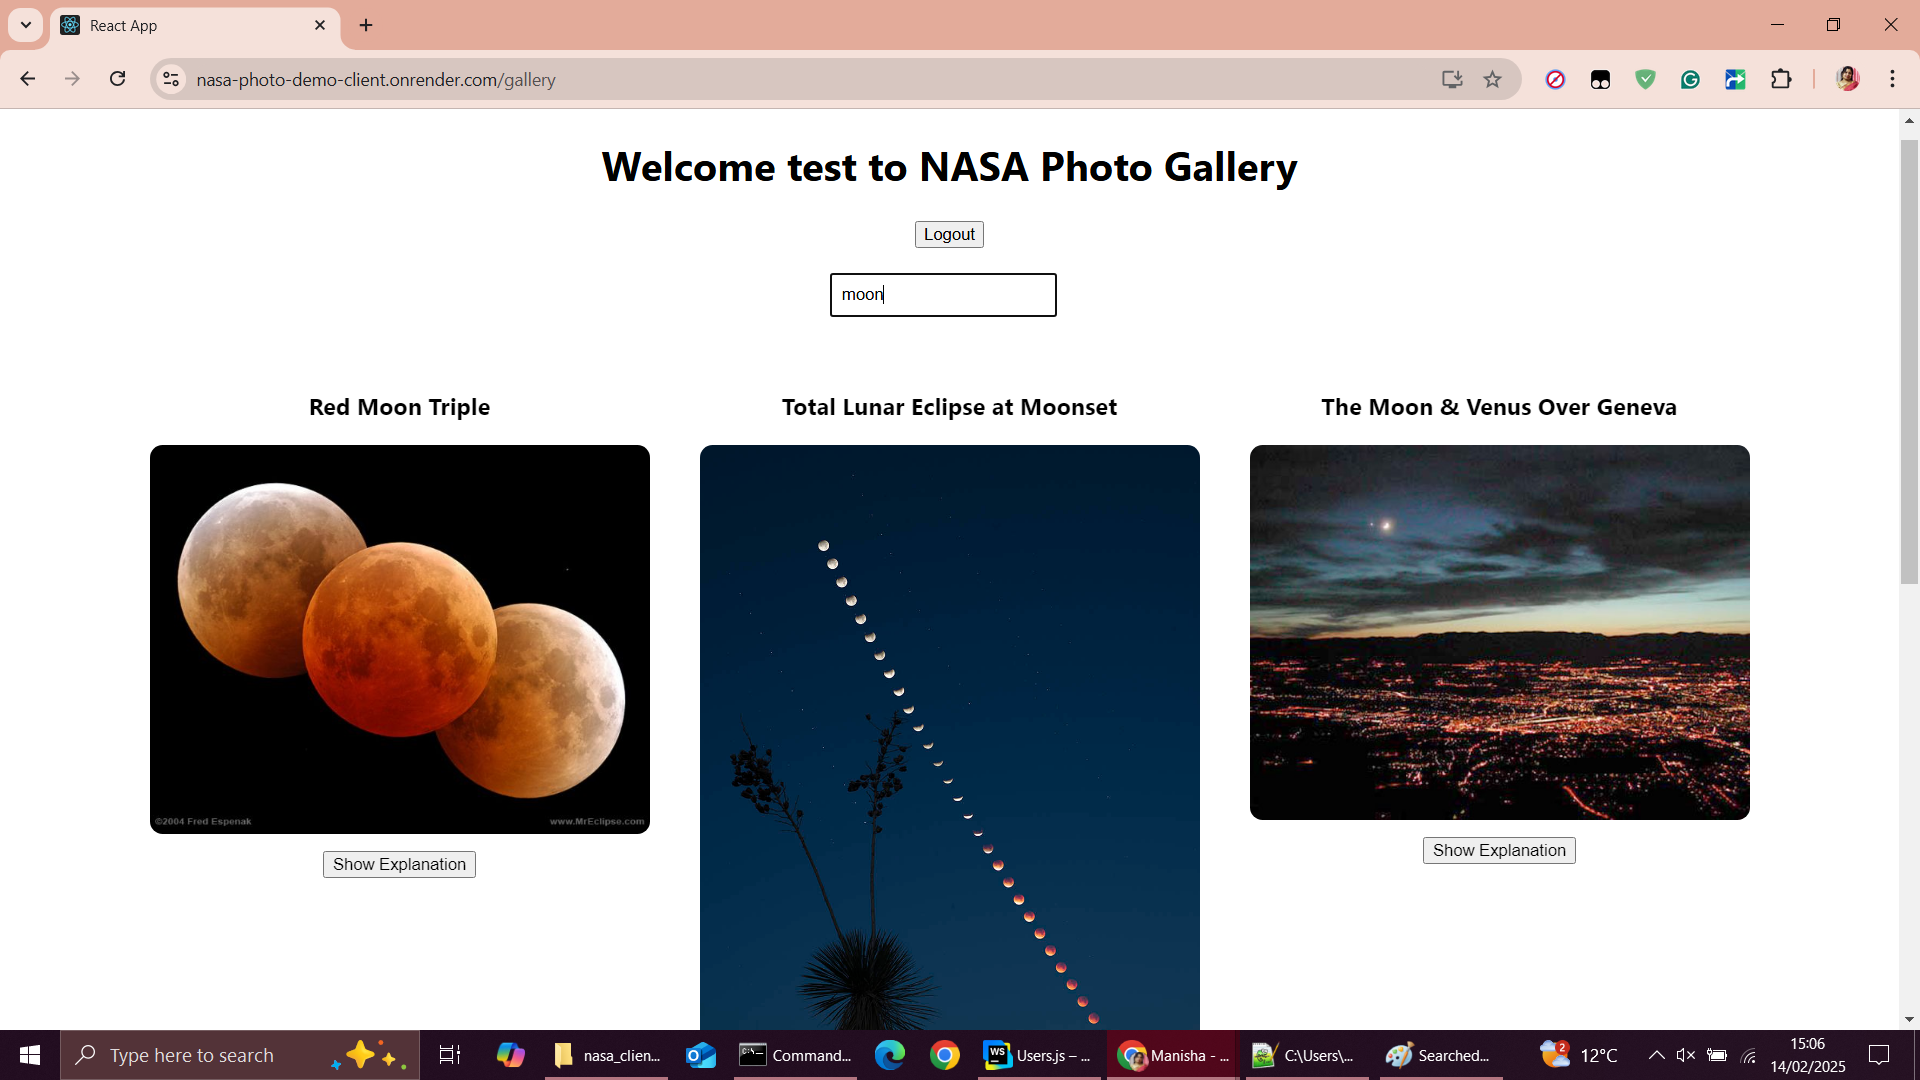 React App
nasa-photo-demo-client.onrender.com/gallery
Welcome test to NASA Photo Gallery
Logout
moon
Red Moon Triple
Total Lunar Eclipse at Moonset
The Moon & Venus Over Geneva
©2004 Fred Espenak
www.MrEclipse.com
Show Explanation
Show Explanation
Type here to search
nasa_clien...
Command...
WS
Users.js – ...
Manisha - ...
C:\Users\...
Searched...
2
12°C
15:06
14/02/2025